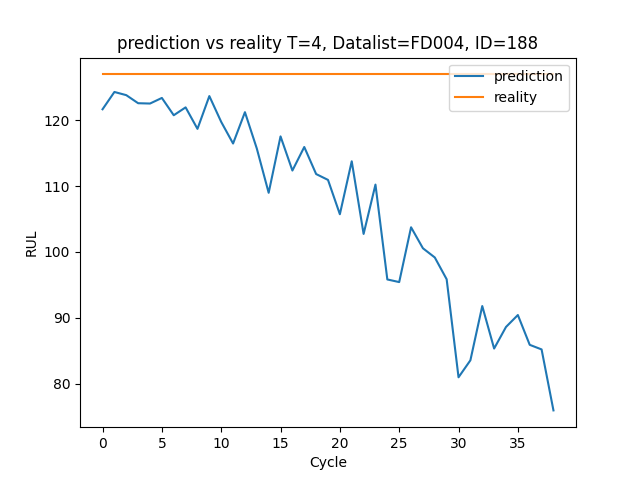 prediction vs reality T=4, Datalist=FD004, ID=188
prediction
reality
120
110
100
90
80
RUL
0 5 10 15 20 25 30 35
Cycle